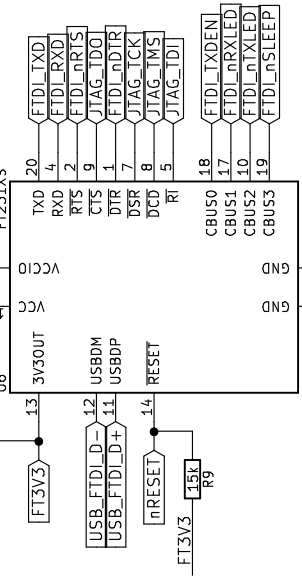 FTDI_TXD
FTDI_RXD
FTDI_nRTS
JTAG_TDO
FTDI_nDTR
JTAG_TCK
JTAG_TMS
JTAG_TDI
FTDI_TXDEN
FTDI_nRXLED
FTDI_nTXLED
FTDI_nSLEEP
20
4
2
9
1
7
8
5
18
17
10
19
TXD
RXD
RTS
CTS
DTR
DSR
DCD
RI
CBUS0
CBUS1
CBUS2
CBUS3
VCCIO
GND
VCC
GND
3V3OUT
USBDM
USBDP
RESET
13
12
11
14
FT3V3
USB_FTDI_D-
USB_FTDI_D+
nRESET
15k
R9
FT3V3